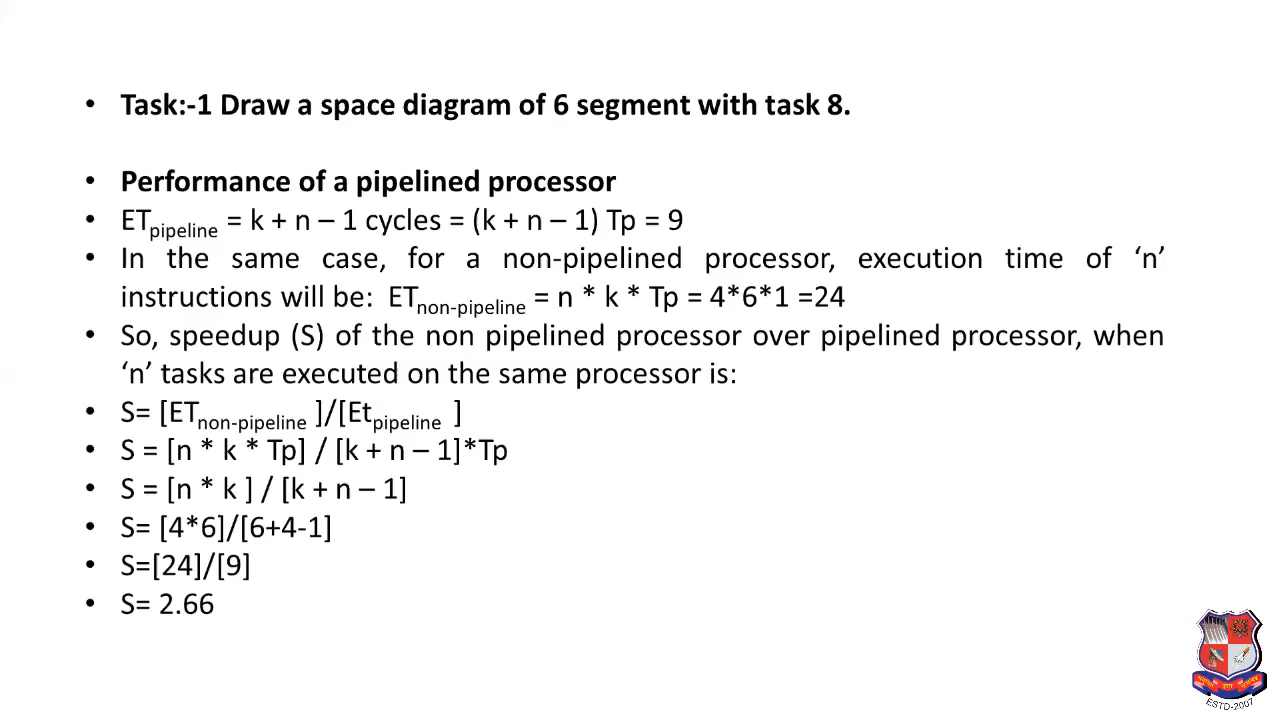 • Task:-1 Draw a space diagram of 6 segment with task 8.
• Performance of a pipelined processor
• ETpipeline = k + n – 1 cycles = (k + n – 1) Tp = 9
• In the same case, for a non-pipelined processor, execution time of ‘n’
instructions will be: ETnon-pipeline = n * k * Tp = 4*6*1 =24
• So, speedup (S) of the non pipelined processor over pipelined processor, when
‘n’ tasks are executed on the same processor is:
• S= [ETnon-pipeline ]/[Etpipeline ]
• S = [n * k * Tp] / [k + n – 1]*Tp
• S = [n * k ] / [k + n – 1]
• S= [4*6]/[6+4-1]
• S=[24]/[9]
• S= 2.66
ESTD-2007